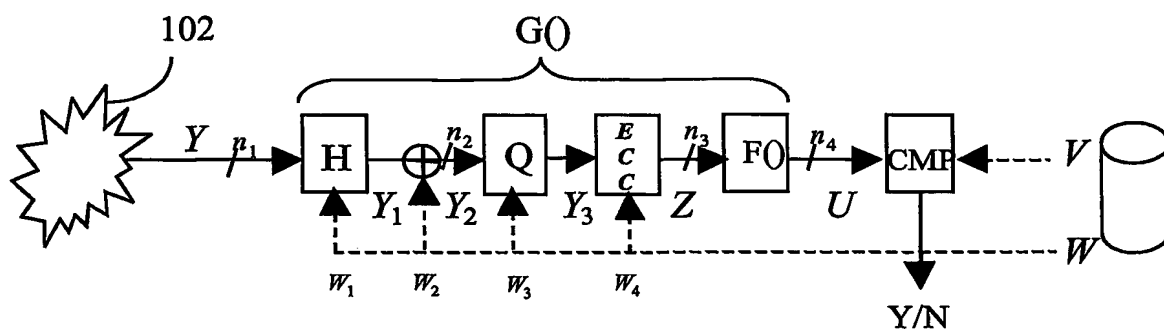 102
G()
Y n₁ H n₂ Q E C C n₃ F() n₄ CMP V
Y₁ Y₂ Y₃ Z U W
W₁ W₂ W₃ W₄
Y/N